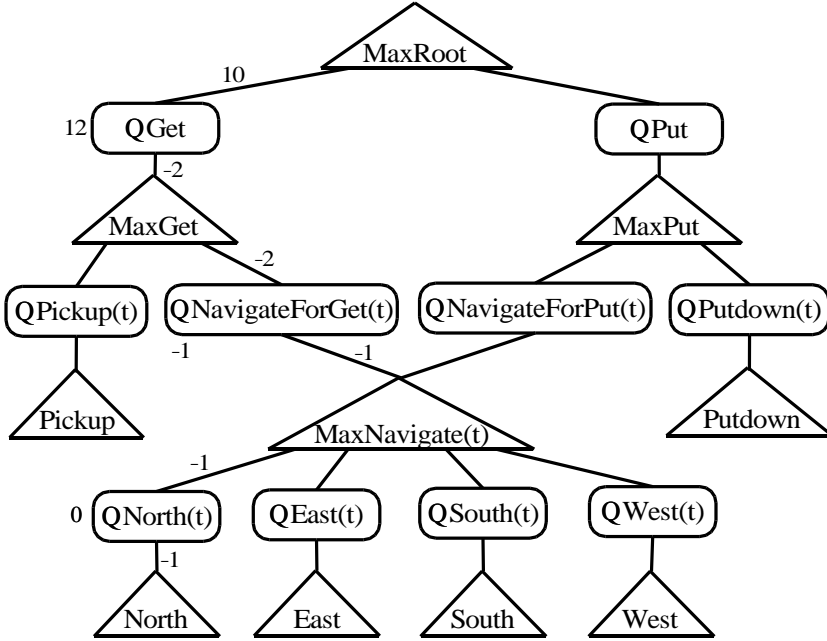 MaxRoot
10
12
QGet
QPut
-2
MaxGet
MaxPut
-2
QPickup(t)
QNavigateForGet(t)
QNavigateForPut(t)
QPutdown(t)
-1
-1
Pickup
MaxNavigate(t)
Putdown
-1
0
QNorth(t)
QEast(t)
QSouth(t)
QWest(t)
-1
North
East
South
West